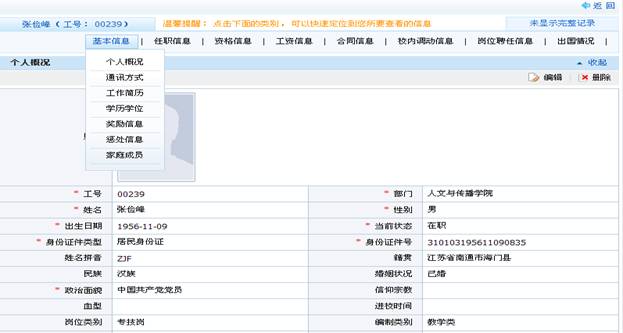 返 回
张俭峰（工号：00239） 温馨提醒：点击下面的类别，可以快速定位到您所要查看的信息 未显示完整记录
基本信息 | 任职信息 | 资格信息 | 工资信息 | 合同信息 | 校内调动信息 | 岗位聘任信息 | 出国情况 |
个人概况 收起
编辑 | 删除
个人概况
通讯方式
工作简历
学历学位
奖励信息
惩处信息
家庭成员
* 工号 00239 * 部门 人文与传播学院
* 姓名 张俭峰 * 性别 男
* 出生日期 1956-11-09 * 当前状态 在职
* 身份证件类型 居民身份证 * 身份证件号 310103195611090835
姓名拼音 ZJF 籍贯 江苏省南通市海门县
民族 汉族 婚姻状况 已婚
* 政治面貌 中国共产党党员 信仰宗教
血型 进校时间
岗位类别 专技岗 编制类别 教学类